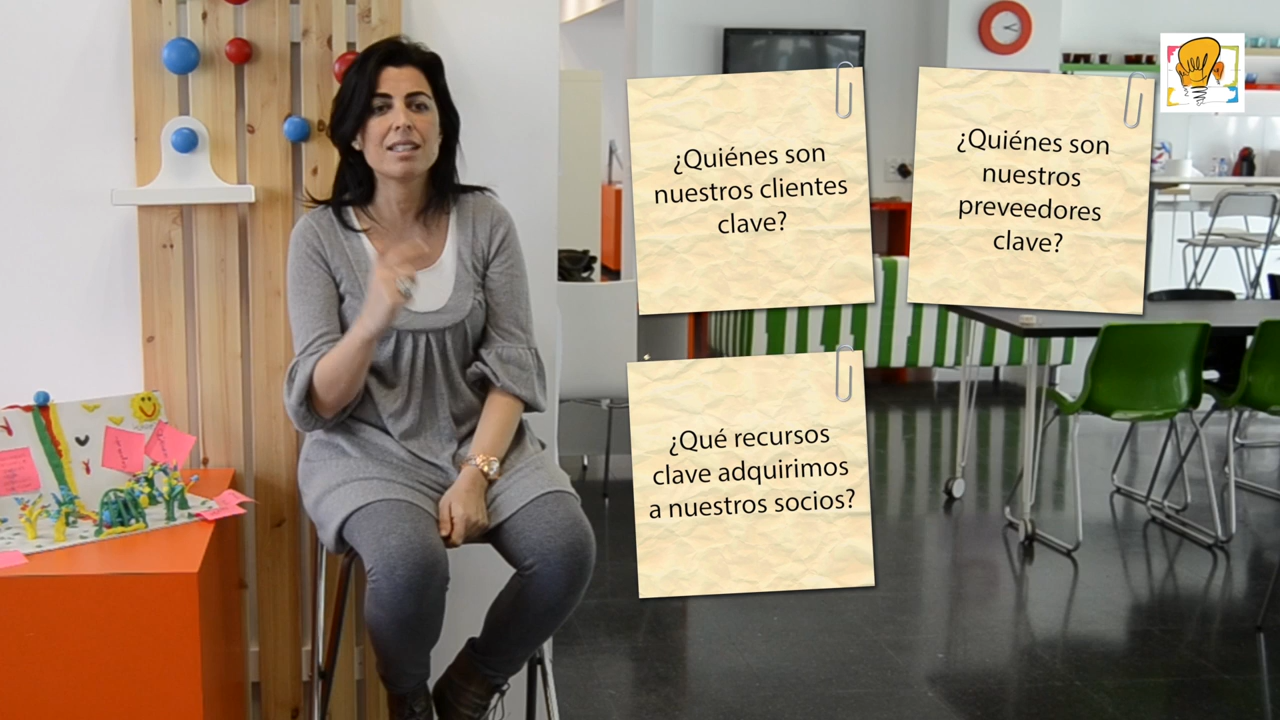 ¿Quiénes son
nuestros clientes
clave?
¿Quiénes son
nuestros
preveedores
clave?
¿Qué recursos
clave adquirimos
a nuestros socios?